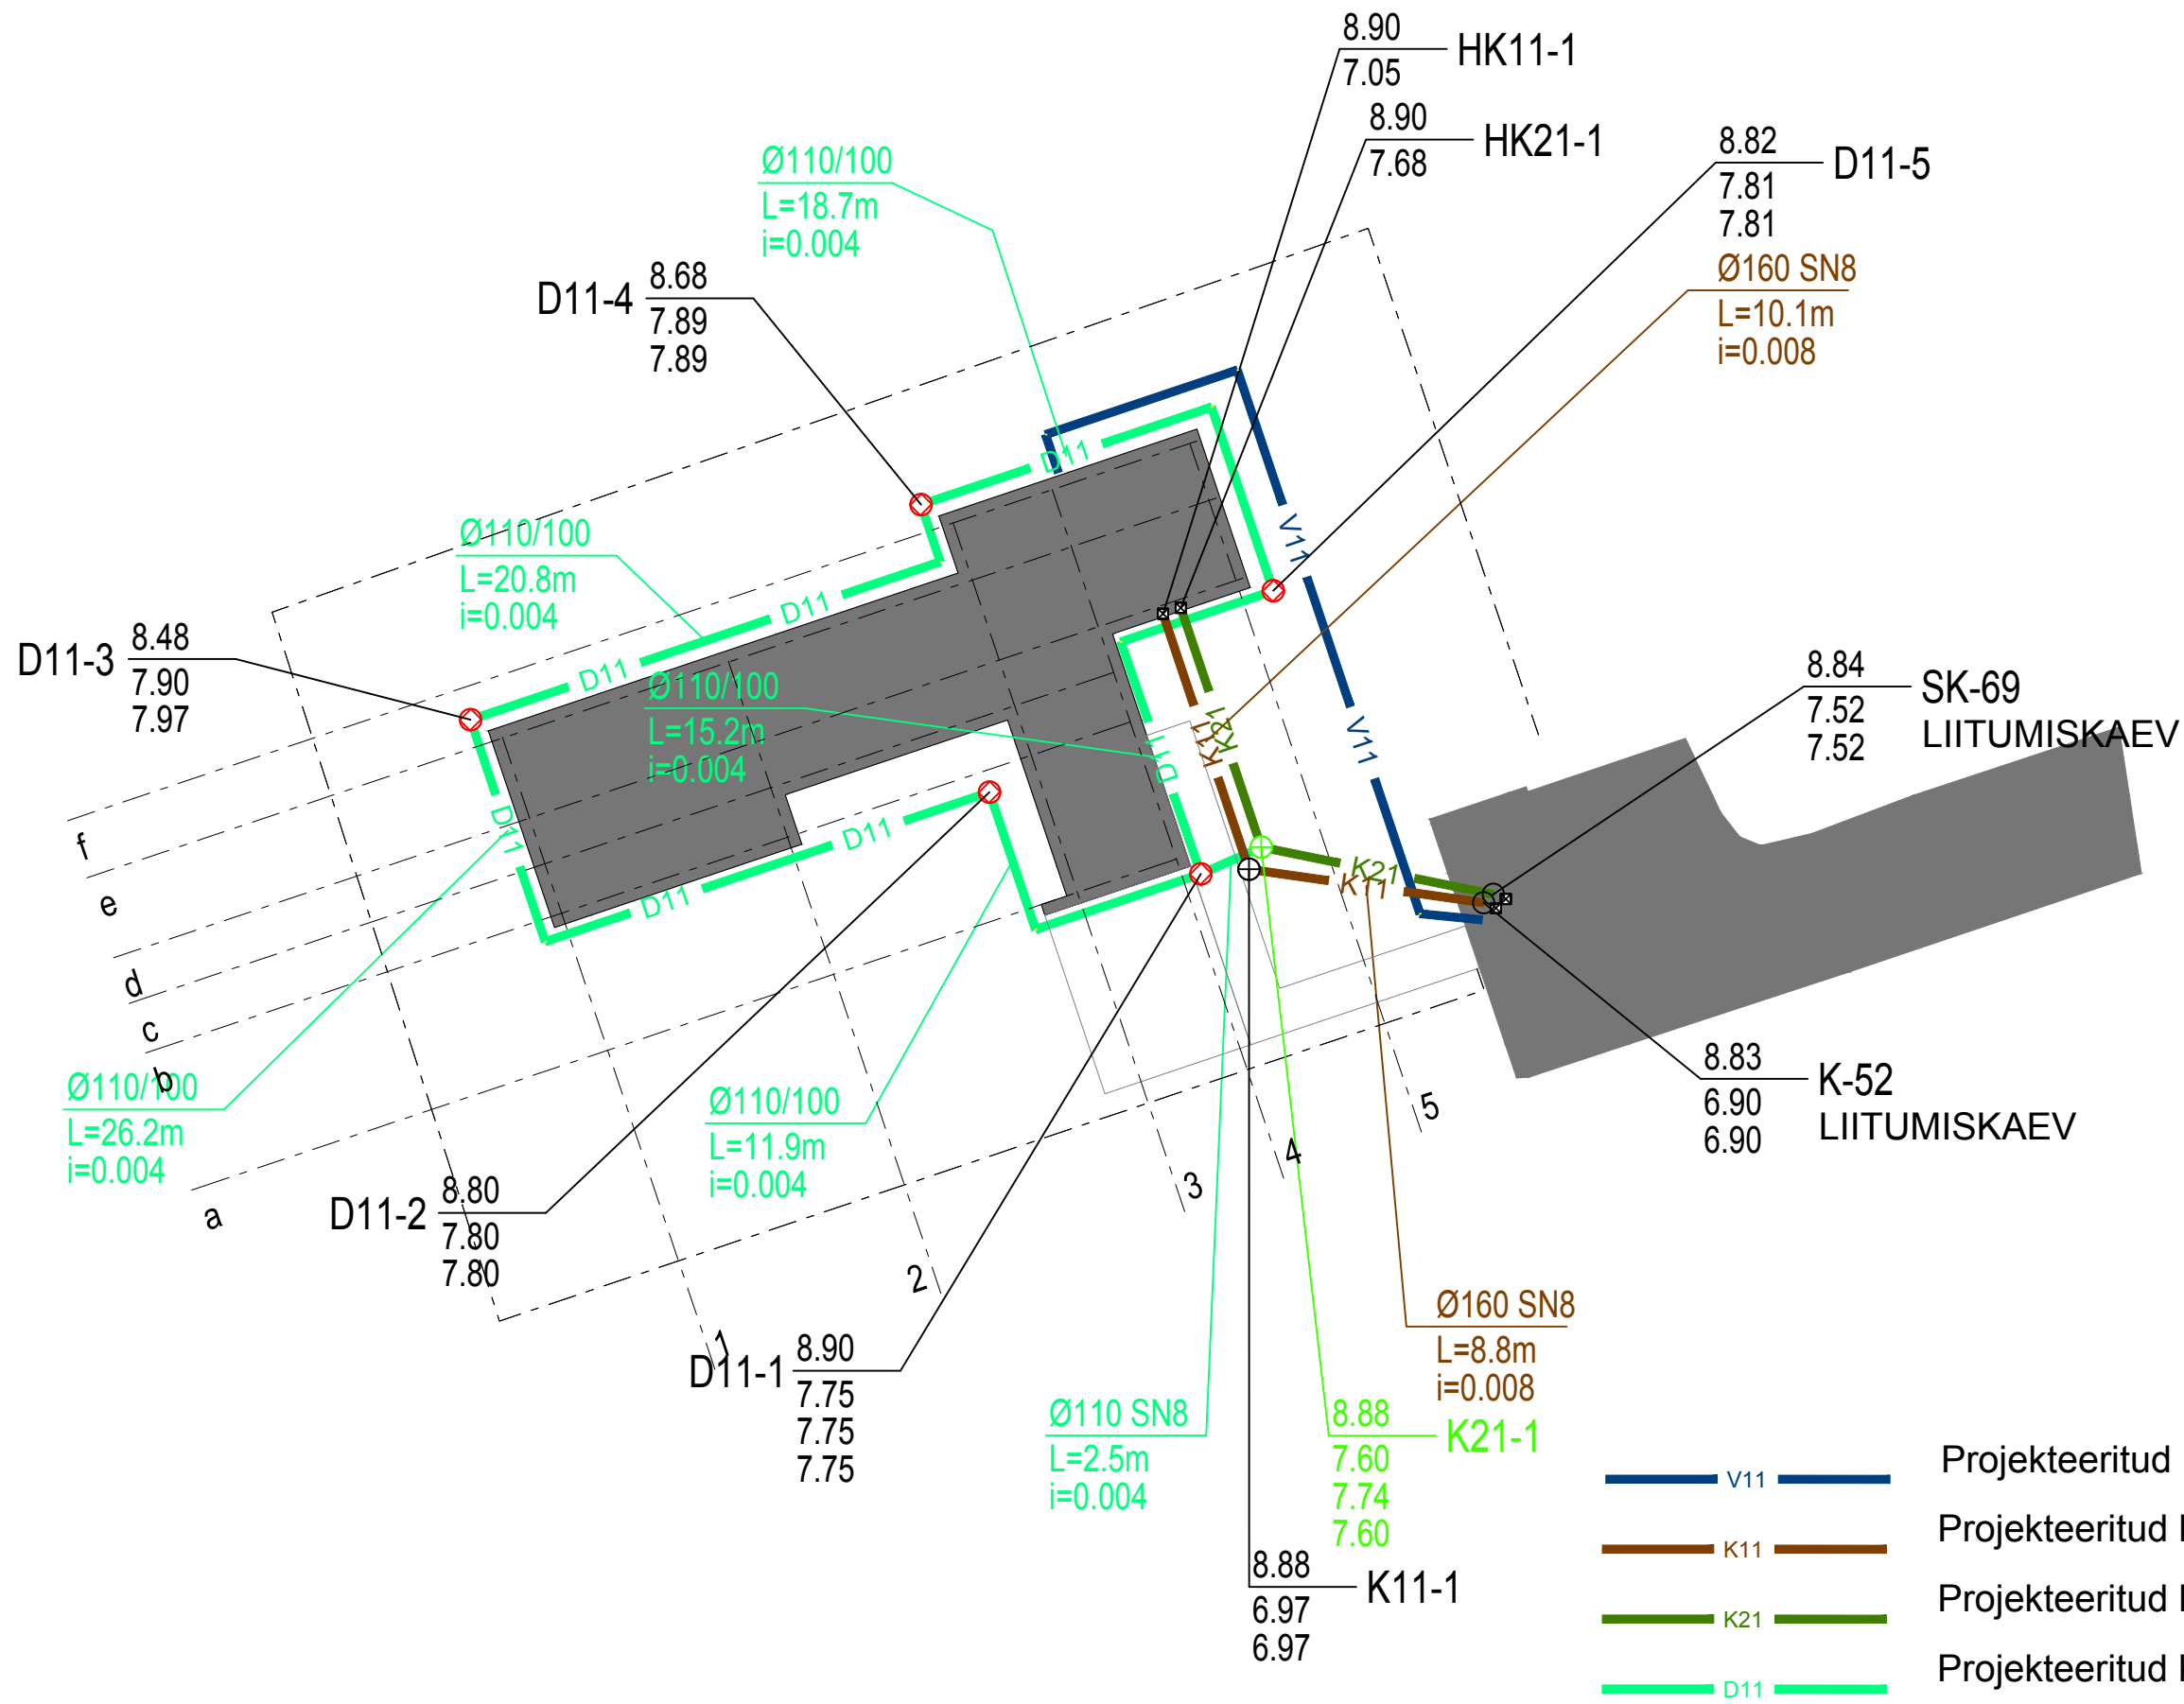 8.90
HK11-1
7.05
8.90
HK21-1
7.68
8.82
D11-5
7.81
7.81
Ø110/100
L=18.7m
i=0.004
Ø160 SN8
L=10.1m
i=0.008
D11-4
8.68
7.89
7.89
D11
V11
Ø110/100
L=20.8m
i=0.004
D11
D11
D11-3
8.48
7.90
7.97
Ø110/100
L=15.2m
i=0.004
K11
K21
V11
D11
8.84
SK-69
7.52
LIITUMISKAEV
7.52
D11
D11
D11
K21
K11
f
e
d
c
b
a
Ø110/100
L=26.2m
i=0.004
Ø110/100
L=11.9m
i=0.004
8.83
K-52
6.90
LIITUMISKAEV
6.90
5
4
3
2
1
D11-2
8.80
7.80
7.80
D11-1
8.90
7.75
7.75
7.75
Ø160 SN8
L=8.8m
i=0.008
Ø110 SN8
L=2.5m
i=0.004
8.88
K21-1
7.60
7.74
7.60
8.88
K11-1
6.97
6.97
V11
Projekteeritud
K11
Projekteeritud
K21
Projekteeritud
D11
Projekteeritud